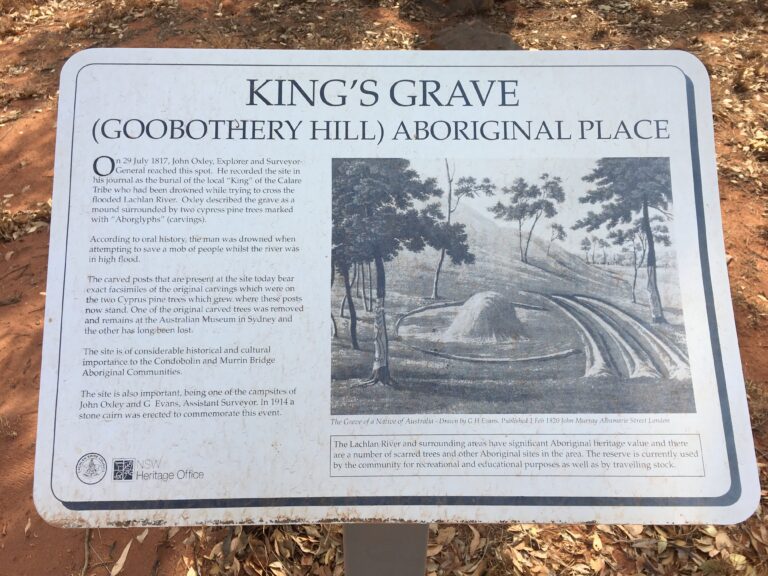 KING'S GRAVE
(GOOBOTHERY HILL) ABORIGINAL PLACE
On 29 July 1817, John Oxley, Explorer and Surveyor
General reached this spot. He recorded the site in
his journal as the burial of the local "King" of the Calare
Tribe who had been drowned while trying to cross the
flooded Lachlan River. Oxley described the grave as a
mound surrounded by two cypress pine trees marked
with "Aborglyphs" (carvings).
According to oral history, the man was drowned when
attempting to save a mob of people whilst the river was
in high flood.
The carved posts that are present at the site today bear
exact facsimiles of the original carvings which were on
the two Cyprus pine trees which grew where these posts
now stand. One of the original carved trees was removed
and remains at the Australian Museum in Sydney and
the other has long been lost.
The site is of considerable historical and cultural
importance to the Condobolin and Murrin Bridge
Aboriginal Communities.
The site is also important, being one of the campsites of
John Oxley and G Evans, Assistant Surveyor. In 1914 a
stone cairn was erected to commemorate this event.
NSW
Heritage Office
The Grave of a Native of Australia - Drawn by G H Evans. Published 1 Feb 1820 John Murray Albamarie Street London
The Lachlan River and surrounding areas have significant Aboriginal heritage value and there
are a number of scarred trees and other Aboriginal sites in the area. The reserve is currently used
by the community for recreational and educational purposes as well as by travelling stock.